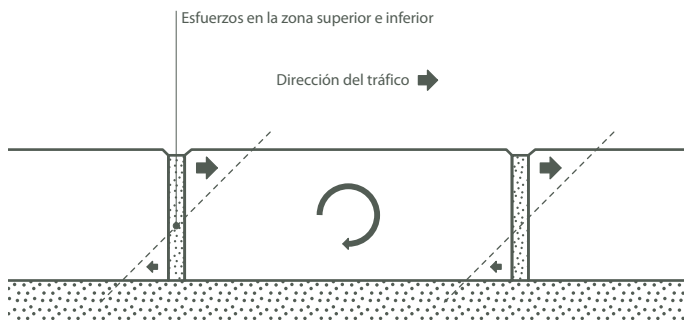 Esfuerzos en la zona superior e inferior
Dirección del tráfico